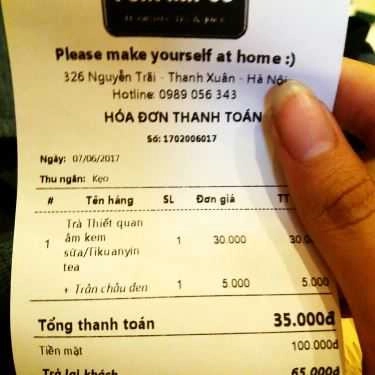 Please make yourself at home :)
326 Nguyễn Trãi - Thanh Xuân - Hà Nội
Hotline: 0989 056 343
HÓA ĐƠN THANH TOÁN
Số: 1702006017
Ngày: 07/06/2017
Thu ngân: Kẹo
# Tên hàng SL Đơn giá TT
Trà Thiết quan
1 âm kem 1 30.000
sữa/Tikuanyin
tea
+ Trân châu đen 1 5.000 5.000
Tổng thanh toán 35.000đ
Tiền mặt 100.000đ
Trả lại khách 65.000đ